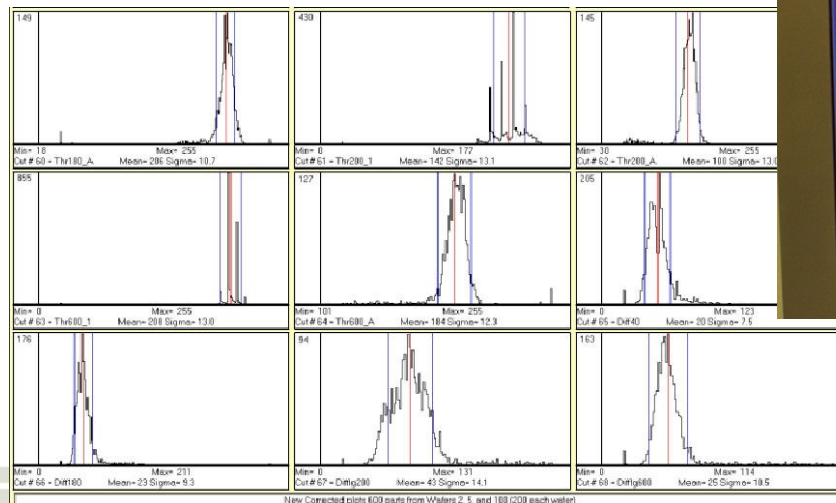 149
430
145
Min= 18 Max= 255
Cut # 60 - Thr180_A Mean= 206 Sigma= 10.7
Min= 0 Max= 177
Cut # 61 - Thr200_1 Mean= 142 Sigma= 13.1
Min= 30 Max= 255
Cut # 62 - Thr200_A Mean= Sigma= 13.0
855
127
205
Min= 0 Max= 255
Cut # 63 - Thr600_1 Mean= 208 Sigma= 13.0
Min= 101 Max= 255
Cut # 64 - Thr600_A Mean= 184 Sigma= 12.3
Min= 0 Max= 123
Cut # 65 - Diff40 Mean= 20 Sigma= 7.5
176
94
163
Min= 0 Max= 211
Cut # 66 - Diff180 Mean= 23 Sigma= 9.3
Min= 0 Max= 131
Cut # 67 - Diffg200 Mean= 43 Sigma= 14.1
Min= 0 Max= 114
Cut # 68 - Diffg600 Mean= 25 Sigma= 10.5
New Corrected plots 600 parts from Wafers 2, 5, and 100 (200 each wafer)